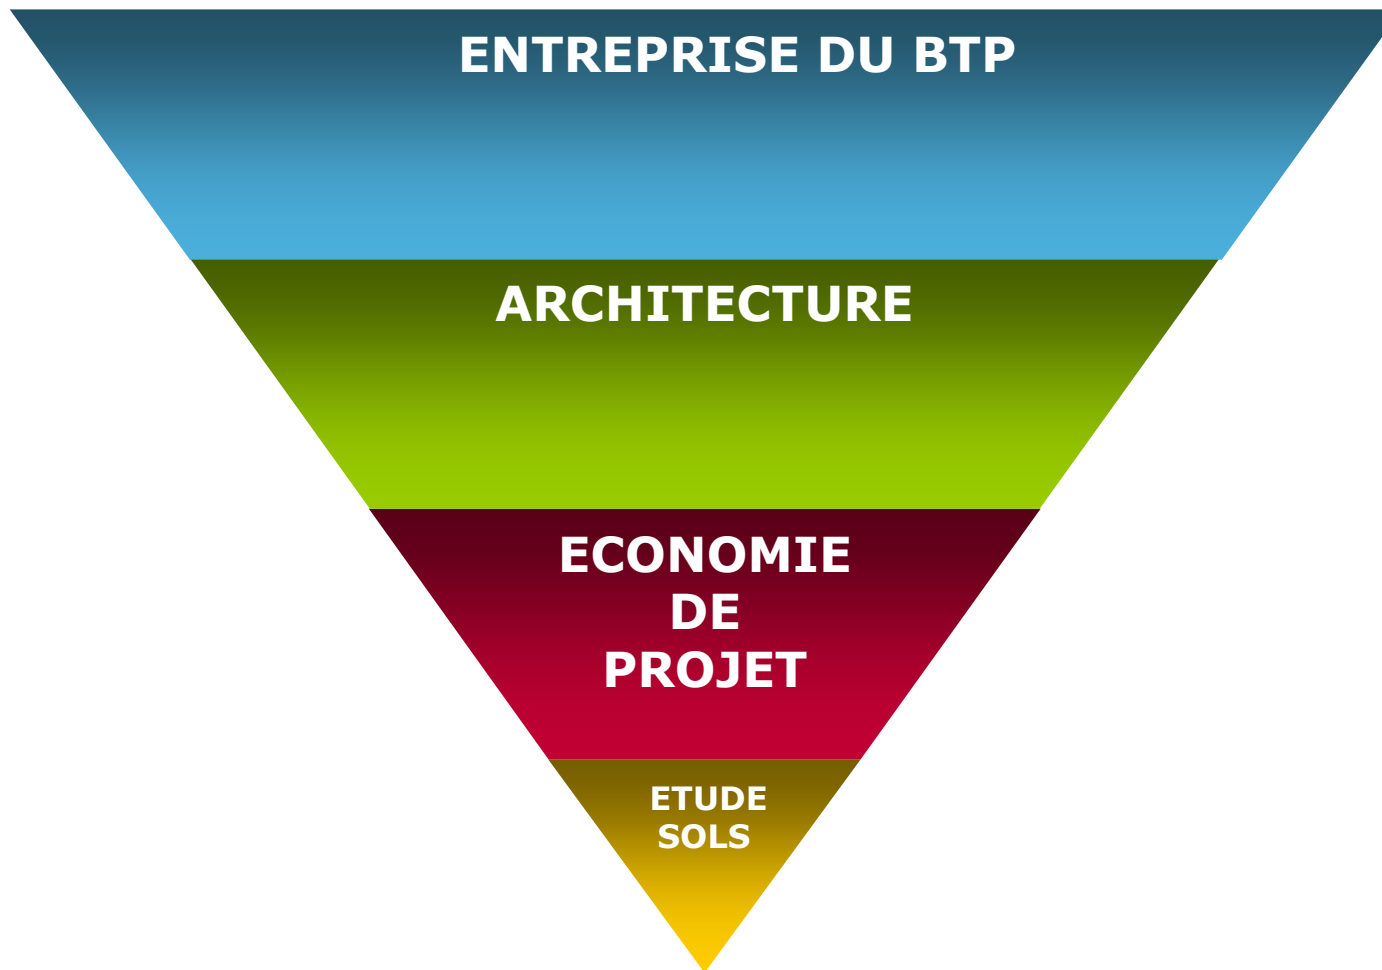 ENTREPRISE DU BTP
ARCHITECTURE
ECONOMIE
DE
PROJET
ETUDE
SOLS